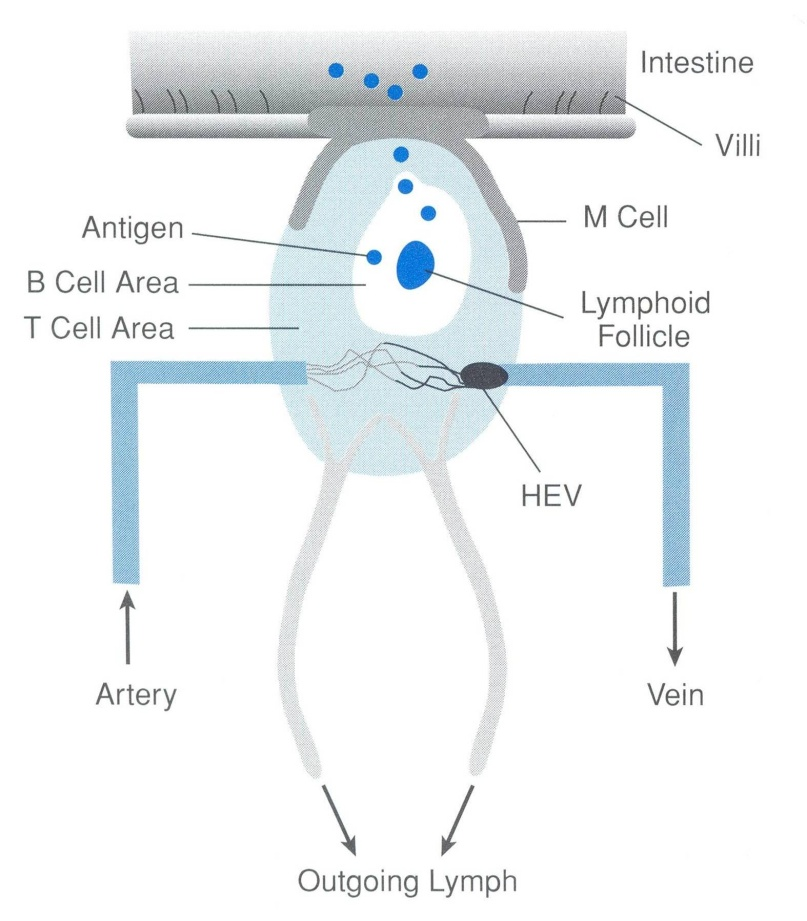 Intestine
Villi
Antigen
M Cell
B Cell Area
Lymphoid
Follicle
T Cell Area
HEV
Artery
Vein
Outgoing Lymph